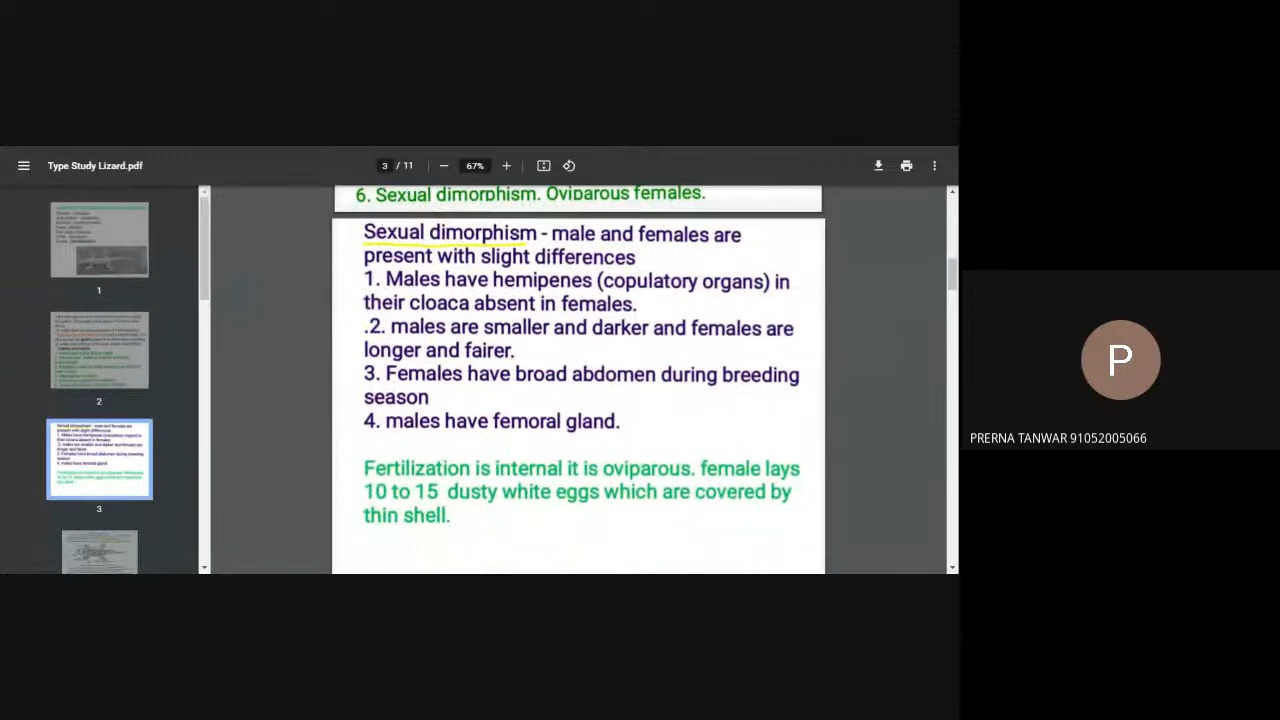 Type Study Lizard.pdf
3 / 11
67%
6. Sexual dimorphism. Oviparous females.
Sexual dimorphism - male and females are
present with slight differences
1. Males have hemipenes (copulatory organs) in
their cloaca absent in females.
.2. males are smaller and darker and females are
longer and fairer.
3. Females have broad abdomen during breeding
season
4. males have femoral gland.
Fertilization is internal it is oviparous. female lays
10 to 15 dusty white eggs which are covered by
thin shell.
1
2
3
P
PRERNA TANWAR 91052005066